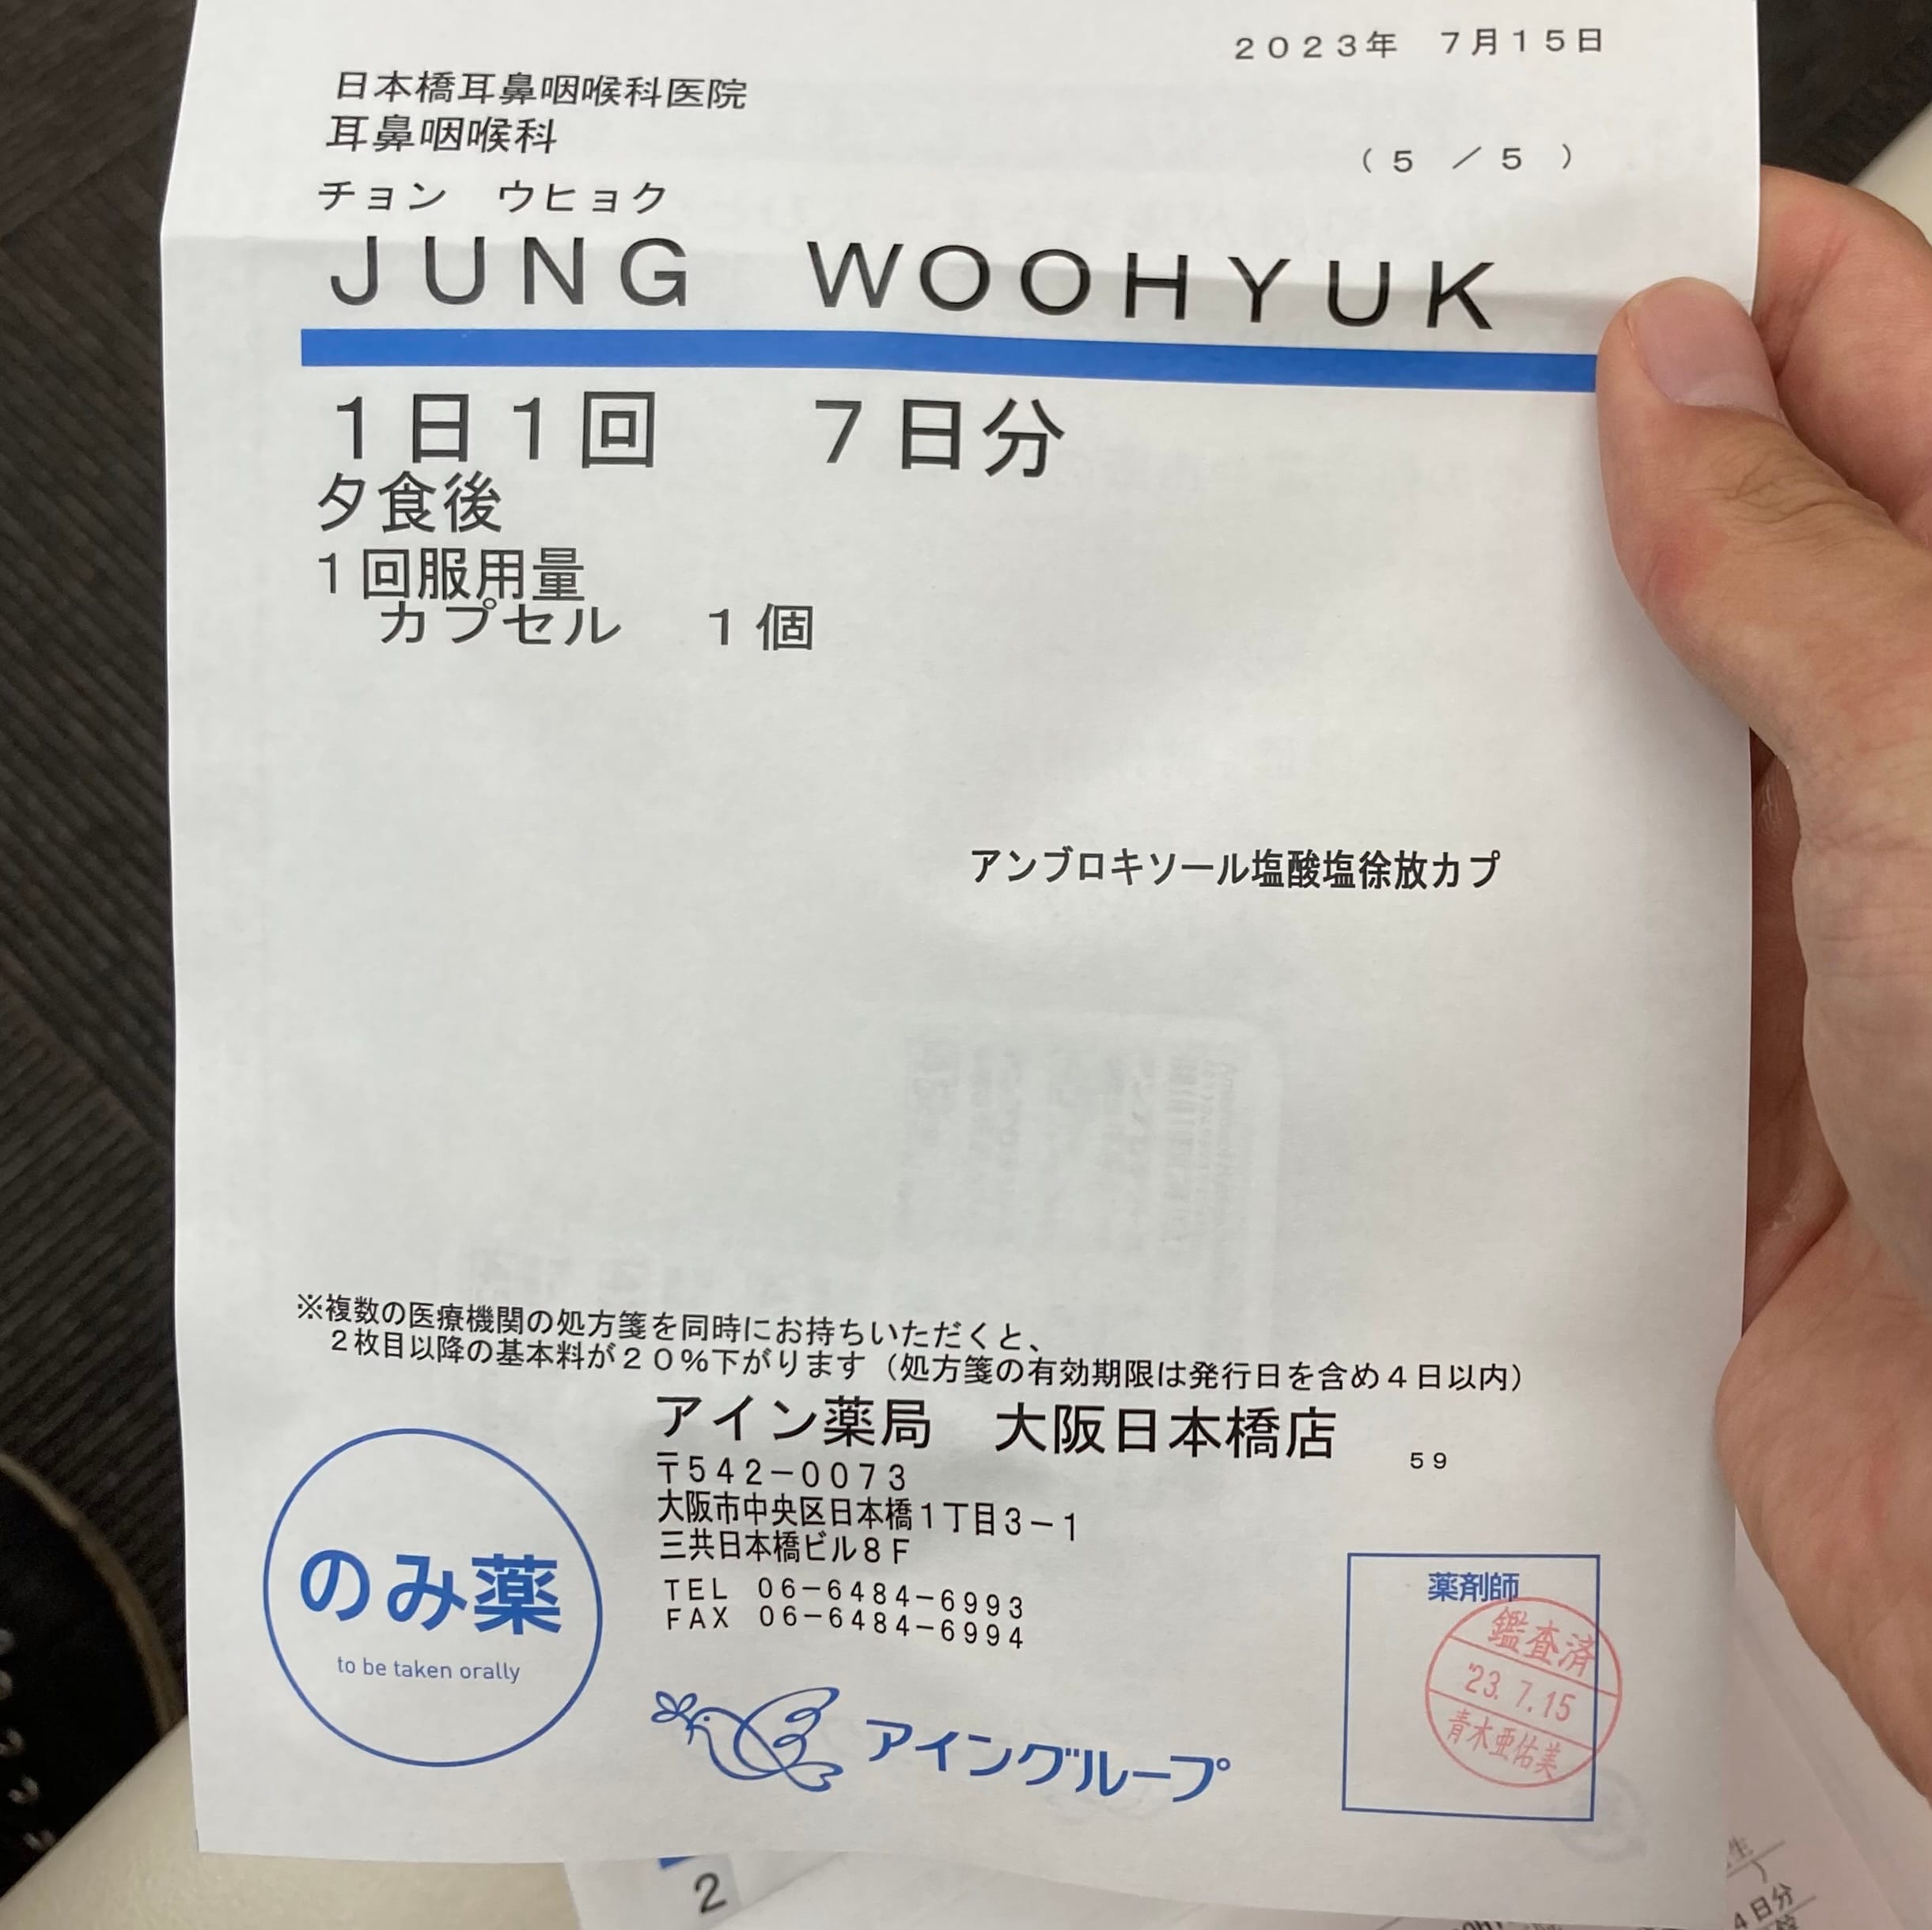 2023年 7月15日
日本橋耳鼻咽喉科医院
耳鼻咽喉科
(5 /5 )
チョン ウヒョク
JUNG WOOHYUK
1日1回 7日分
夕食後
1回服用量
カプセル 1個
アンブロキソール塩酸塩徐放カプ
※複数の医療機関の処方箋を同時にお持ちいただくと、
2枚目以降の基本料が20%下がります(処方箋の有効期限は発行日を含め4日以内)
アイン薬局 大阪日本橋店 59
〒542-0073
大阪市中央区日本橋1丁目3-1
三共日本橋ビル8F
TEL 06-6484-6993
FAX 06-6484-6994
のみ薬
to be taken orally
アイングループ
薬剤師
鑑査済
'23.7.15
青木亜佑美
2
4日分